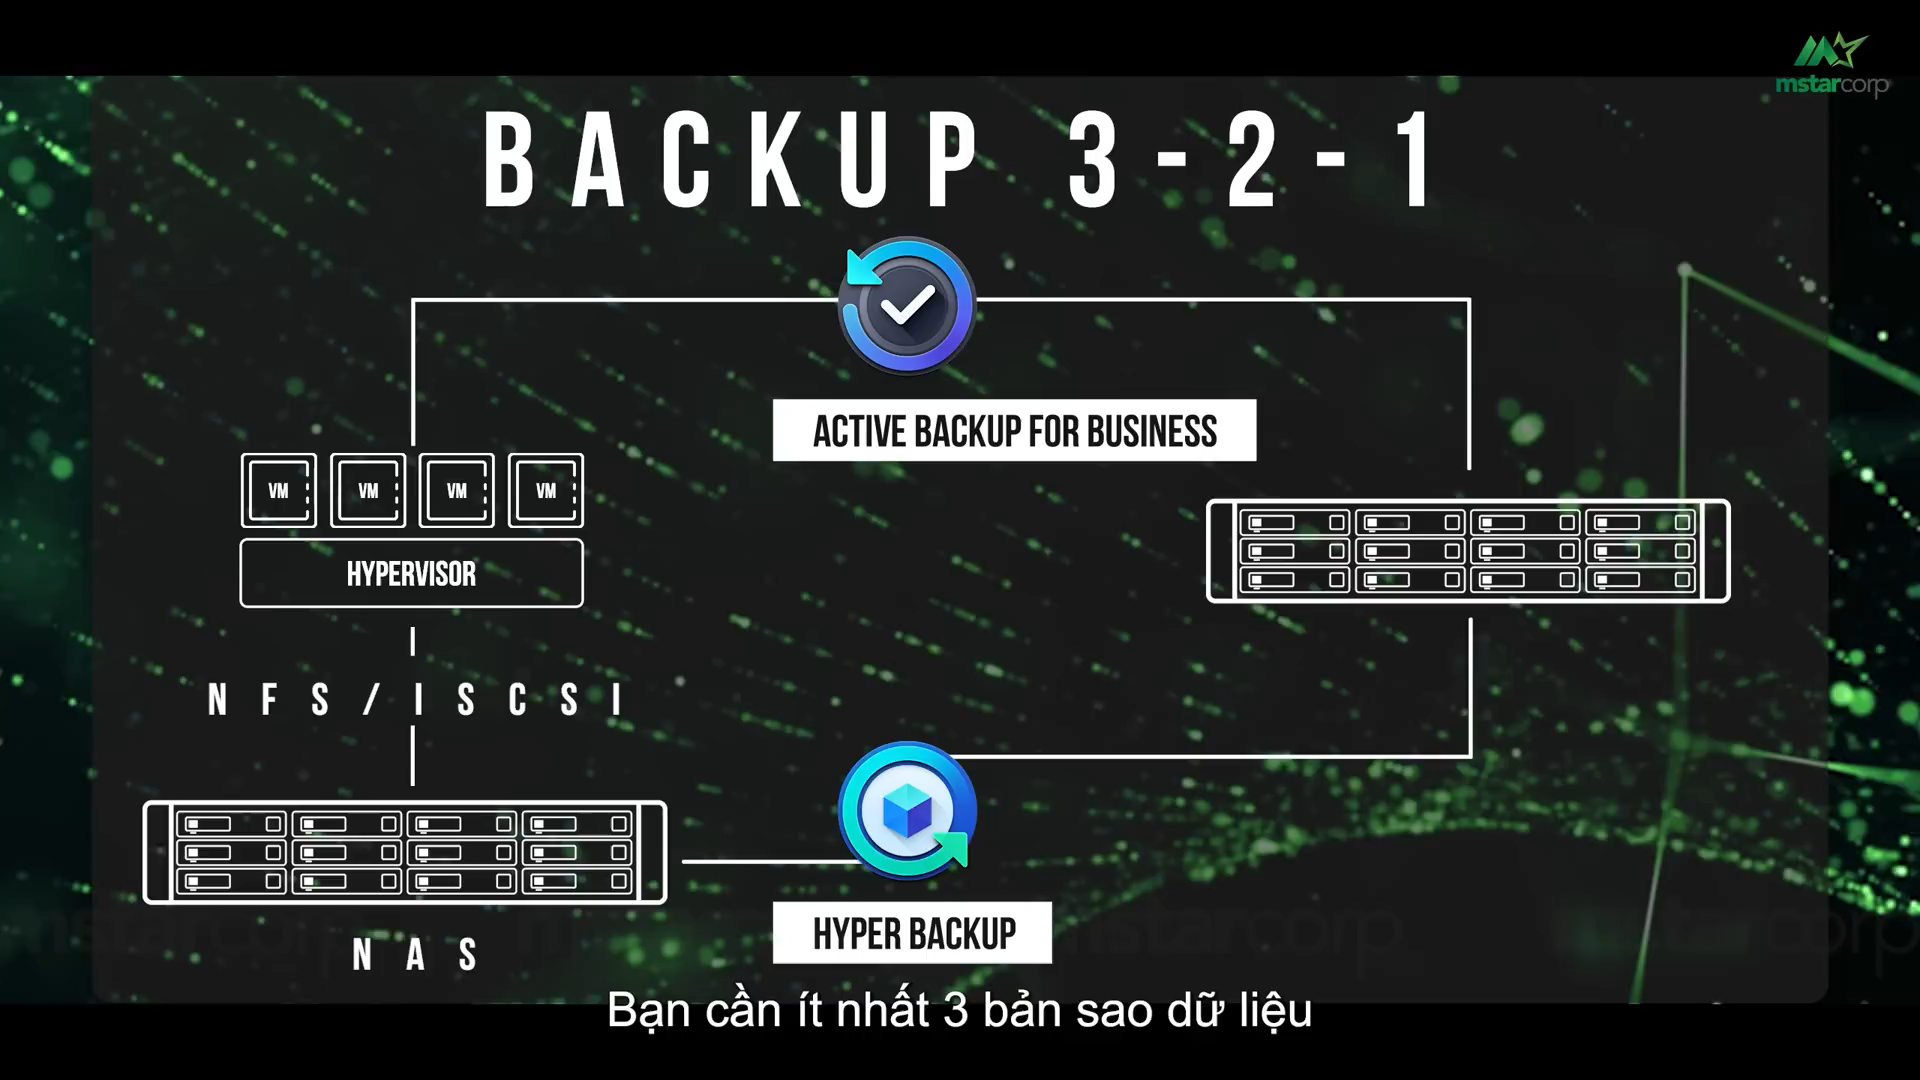 mstarcorp
BACKUP 3-2-1
ACTIVE BACKUP FOR BUSINESS
VM VM VM VM
HYPERVISOR
NFS/ISCSI
NAS
HYPER BACKUP
mstarcorp
Bạn cần ít nhất 3 bản sao dữ liệu